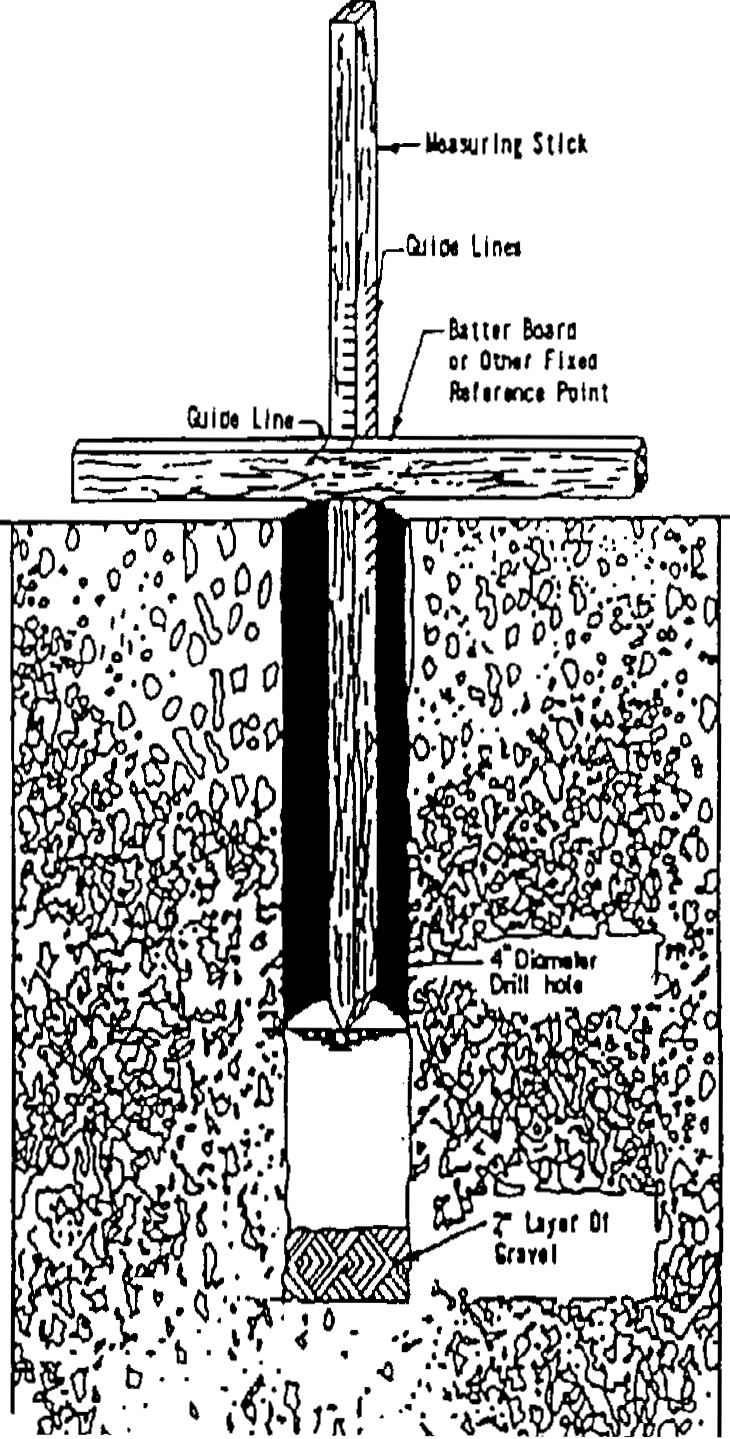 Measuring Stick
Guide Lines
Batter Board
or Other Fixed
Reference Point
Guide Line
4" Diameter
Drill hole
2" Layer Of
Gravel